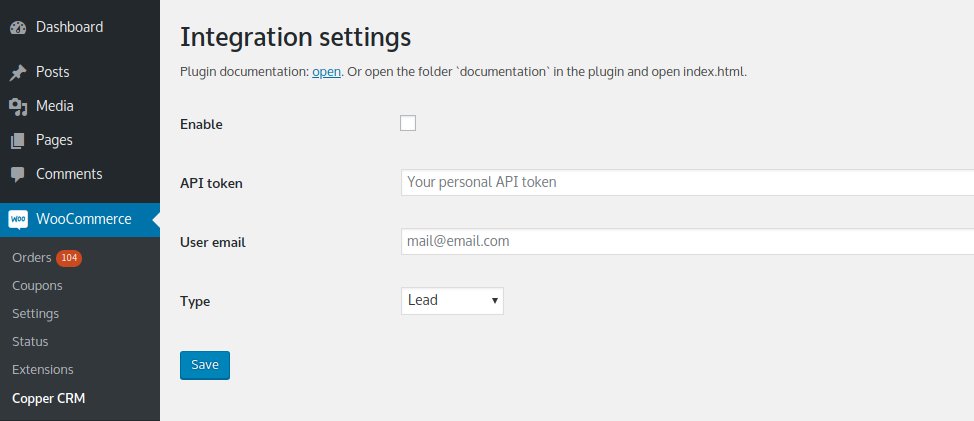 Dashboard
Posts
Media
Pages
Comments
woo WooCommerce
Orders 104
Coupons
Settings
Status
Extensions
Copper CRM
Integration settings
Plugin documentation: open. Or open the folder `documentation` in the plugin and open index.html.
Enable
API token Your personal API token
User email mail@email.com
Type Lead
Save